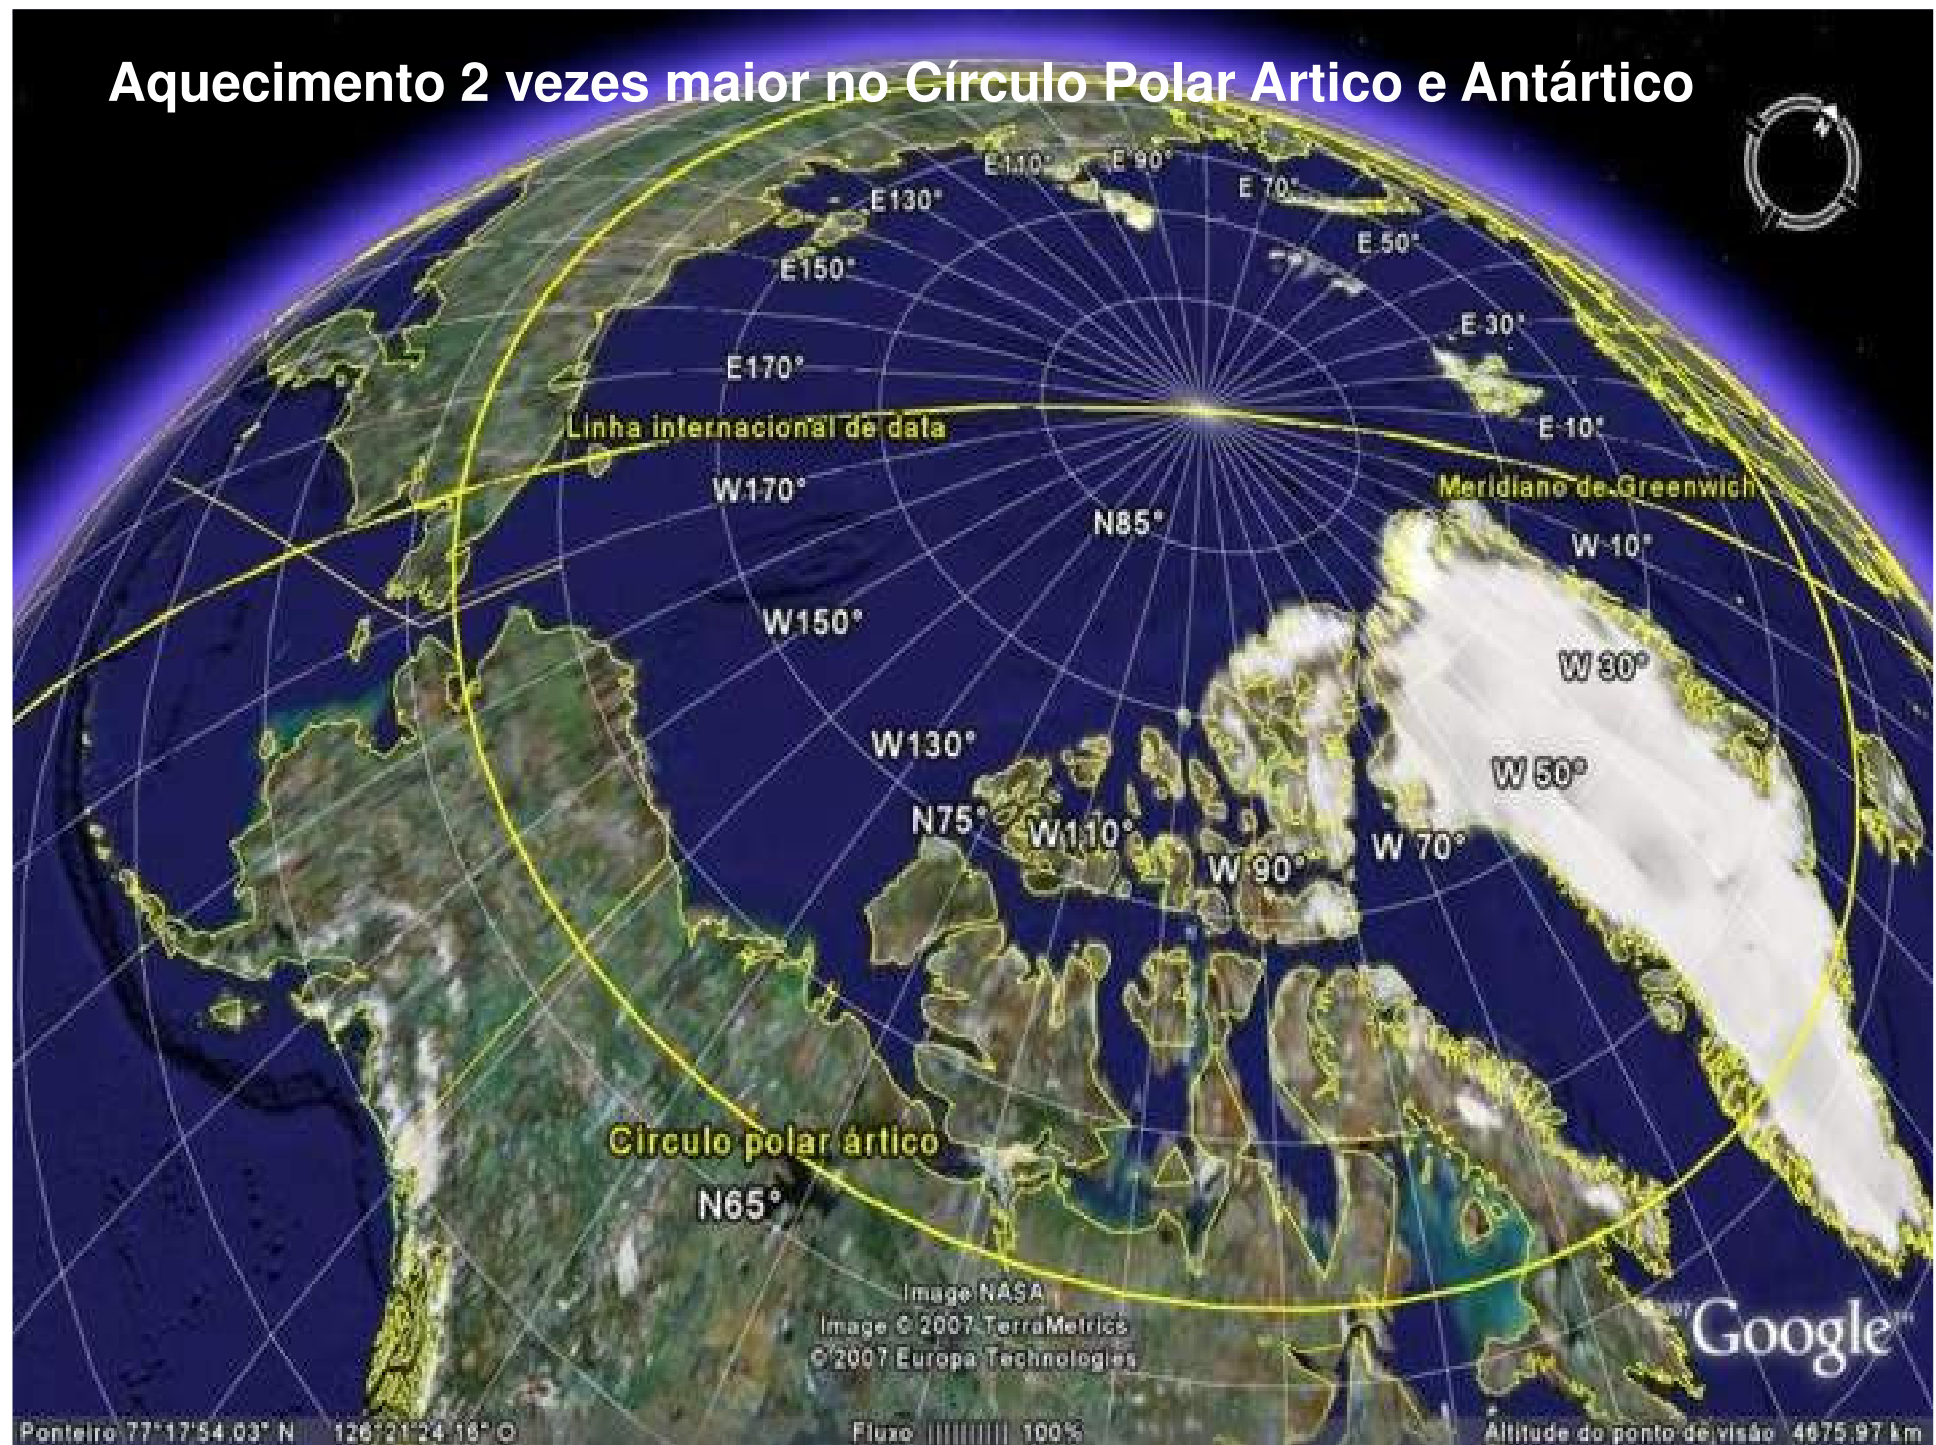 Aquecimento 2 vezes maior no Círculo Polar Artico e Antártico
N
E110° E 90°
E 70°
E130°
E 50°
E150°
E 30°
E170°
E 10°
Linha internacional de data
W170°
Meridiano de Greenwich
N85°
W 10°
W150°
W 30°
W130°
W 50°
N75°
W110°
W 90°
W 70°
Círculo polar ártico
N65°
Image NASA
Image © 2007 TerraMetrics
© 2007 Europa Technologies
Google
Ponteiro 77°17'54.03" N 126°21'24.16" O Fluxo ||||||||| 100% Altitude do ponto de visão 4675.97 km